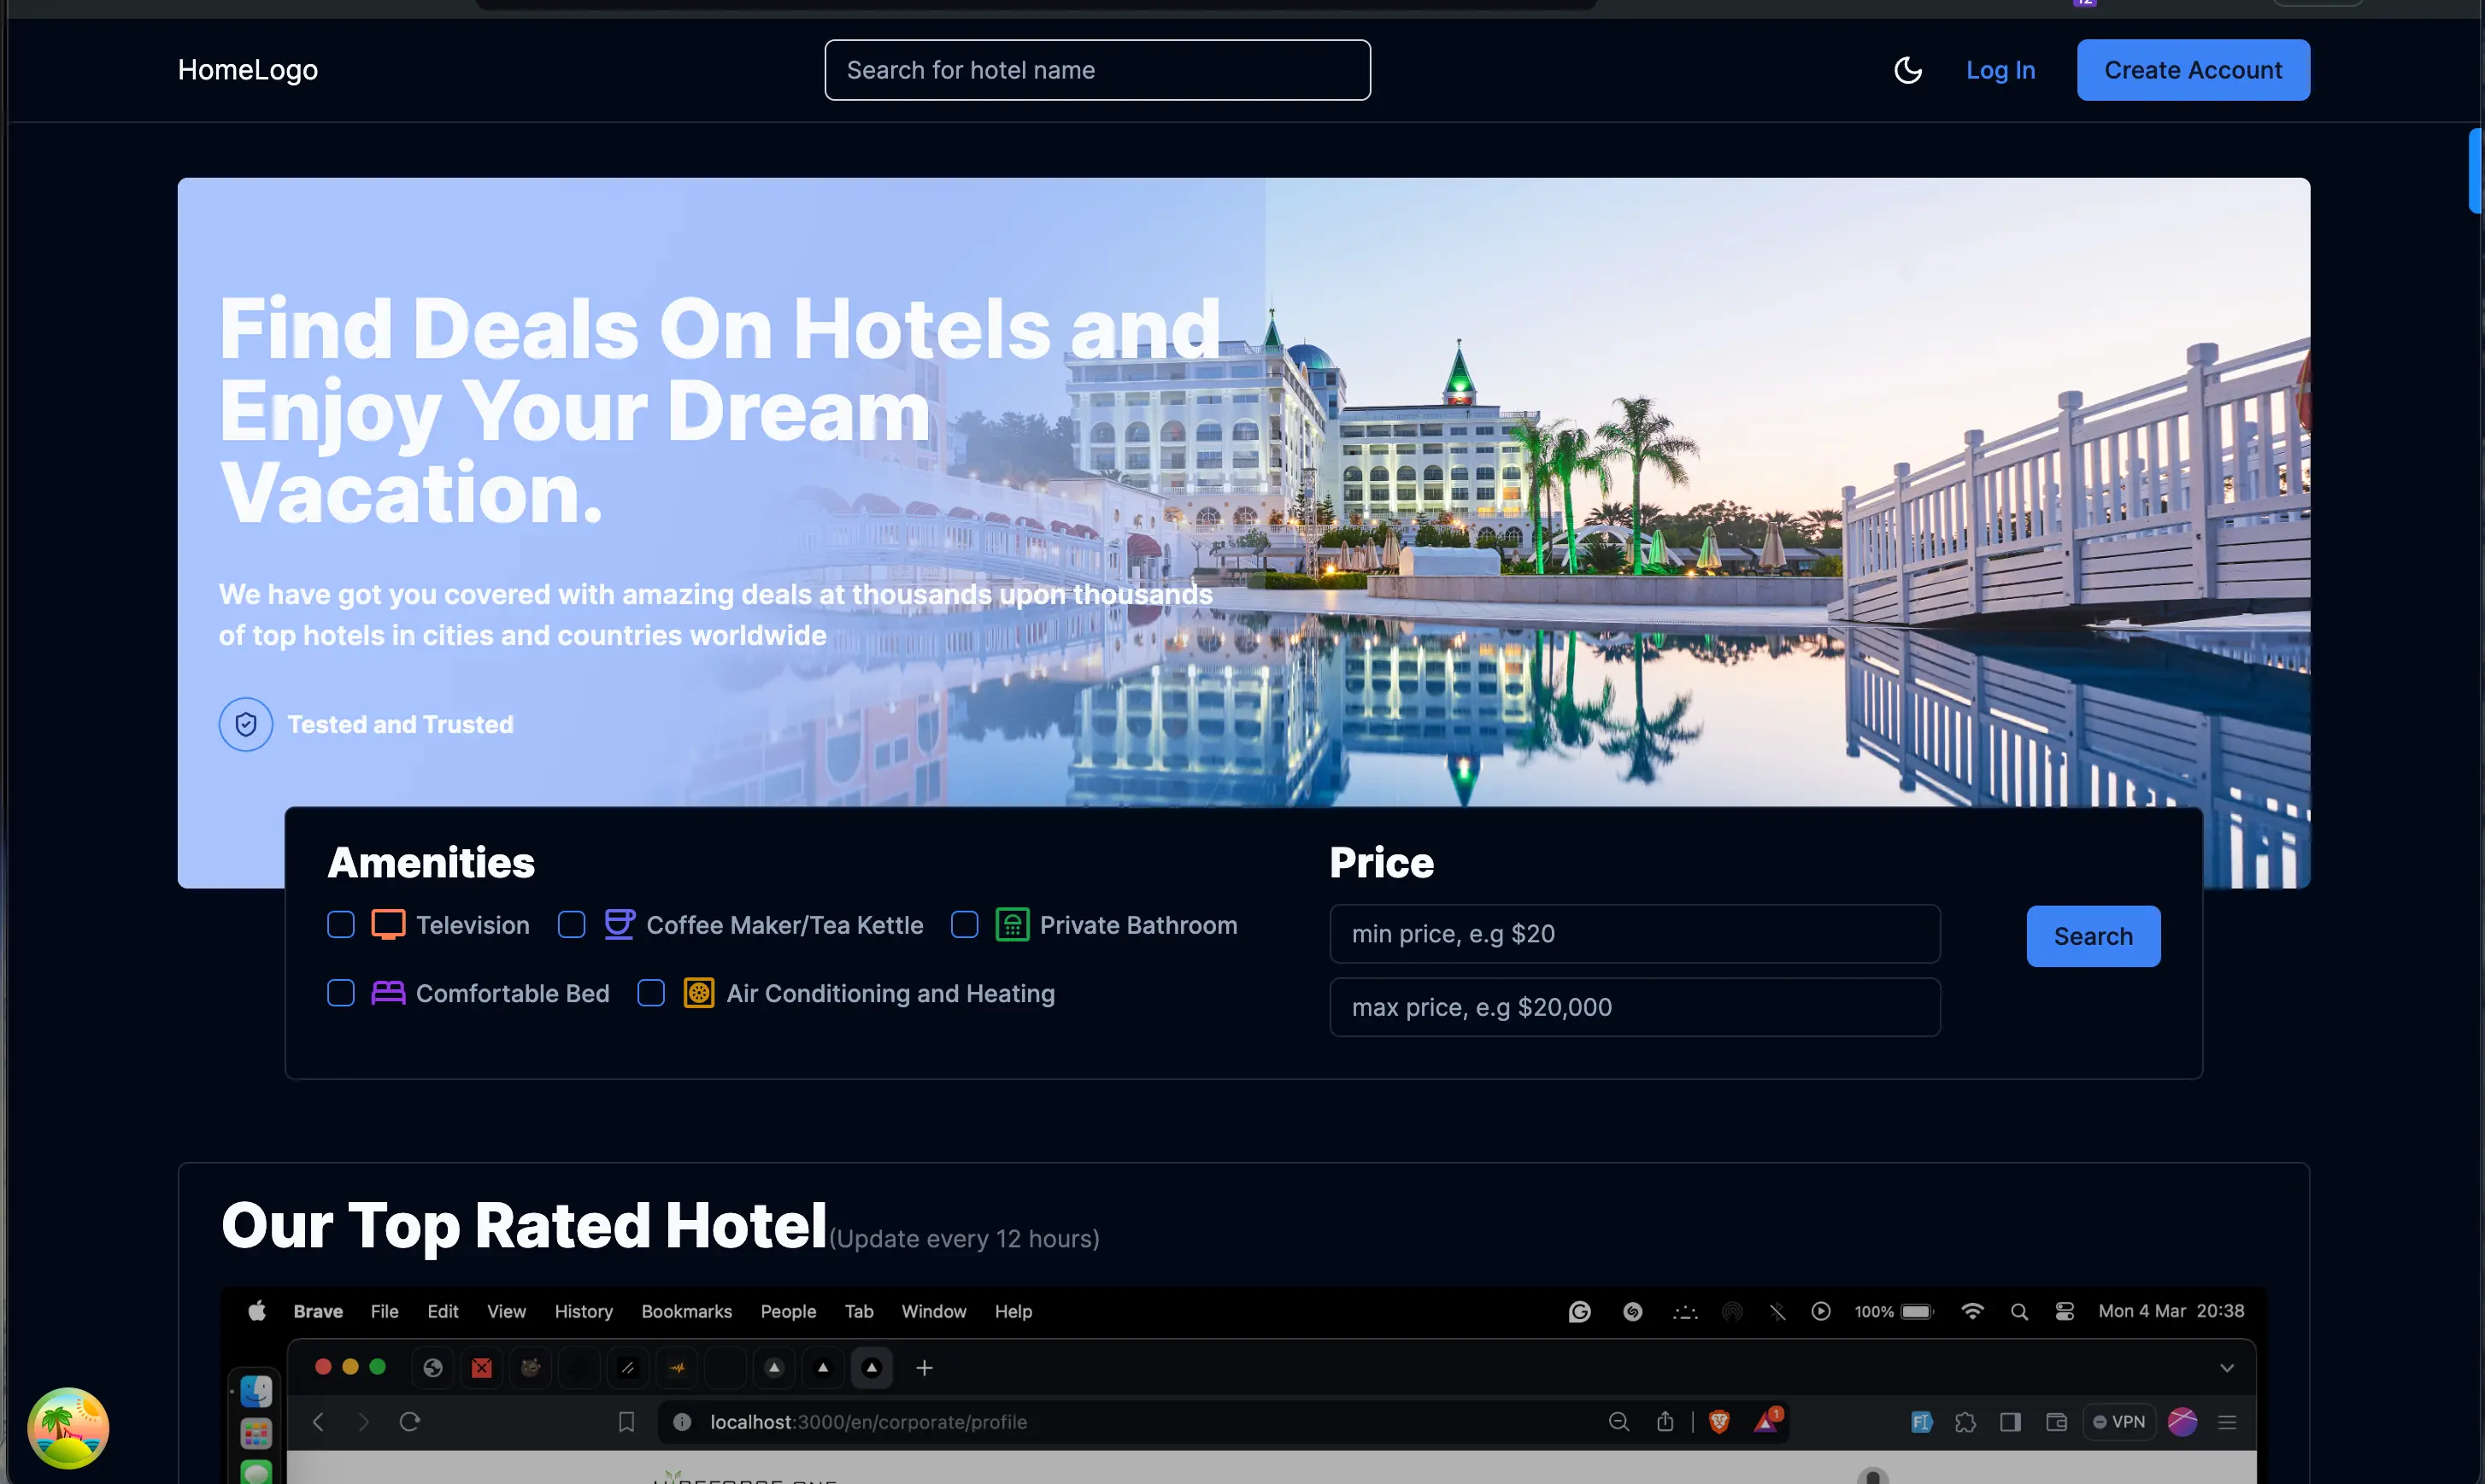 12
HomeLogo
Search for hotel name
Log In
Create Account
Find Deals On Hotels and
Enjoy Your Dream
Vacation.
We have got you covered with amazing deals at thousands upon thousands
of top hotels in cities and countries worldwide
Tested and Trusted
Amenities
Television
Coffee Maker/Tea Kettle
Private Bathroom
Comfortable Bed
Air Conditioning and Heating
Price
min price, e.g $20
max price, e.g $20,000
Search
Our Top Rated Hotel(Update every 12 hours)
Brave File Edit View History Bookmarks People Tab Window Help
100% Mon 4 Mar 20:38
localhost:3000/en/corporate/profile
1
VPN